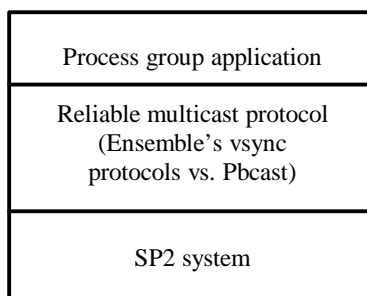 Process group application
Reliable multicast protocol
(Ensemble's vsync
protocols vs. Pbcast)
SP2 system